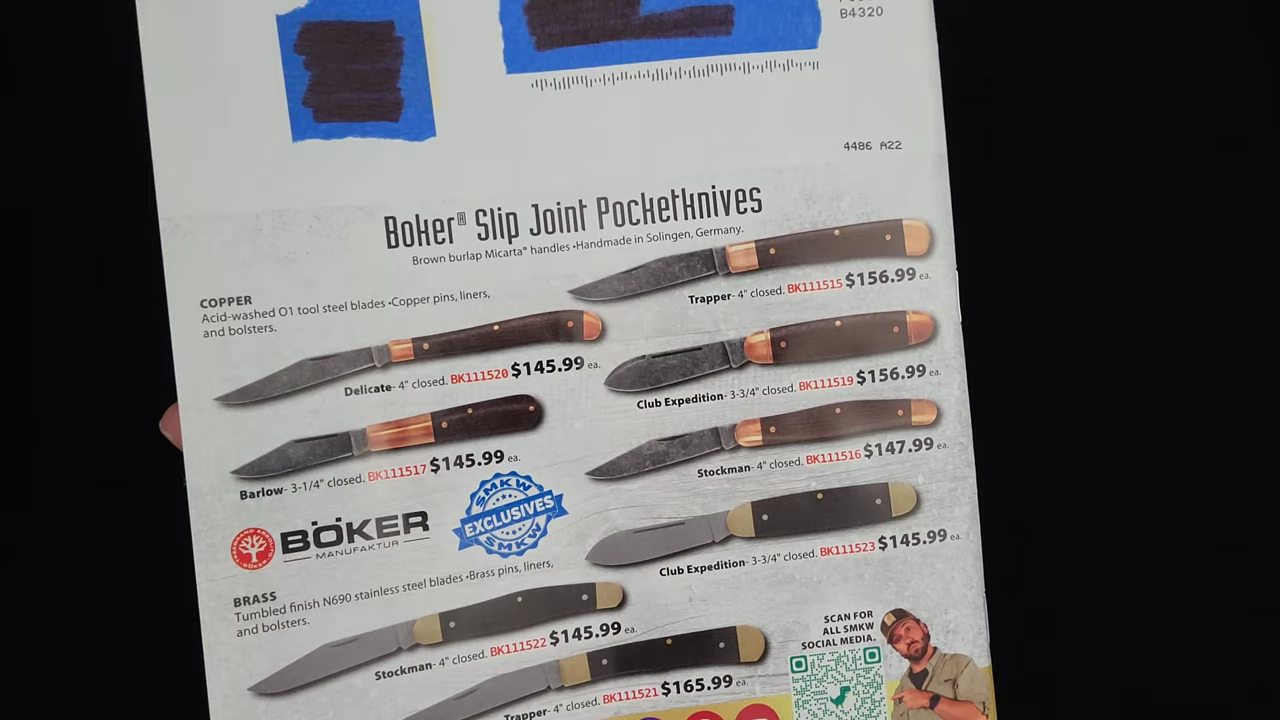 B4320
4486 A22
Boker® Slip Joint Pocketknives
Brown burlap Micarta® handles •Handmade in Solingen, Germany.
Trapper- 4" closed. BK111515 $156.99 ea.
COPPER
Acid-washed O1 tool steel blades •Copper pins, liners,
and bolsters.
Delicate- 4" closed. BK111520 $145.99 ea.
Club Expedition- 3-3/4" closed. BK111519 $156.99 ea.
Barlow- 3-1/4" closed. BK111517 $145.99 ea.
Stockman- 4" closed. BK111516 $147.99 ea.
BÖKER
MANUFAKTUR
SMKW
EXCLUSIVES
SMKW
Club Expedition- 3-3/4" closed. BK111523 $145.99 ea.
BRASS
Tumbled finish N690 stainless steel blades •Brass pins, liners,
and bolsters.
Stockman- 4" closed. BK111522 $145.99 ea.
Trapper- 4" closed. BK111521 $165.99 ea.
SCAN FOR
ALL SMKW
SOCIAL MEDIA.